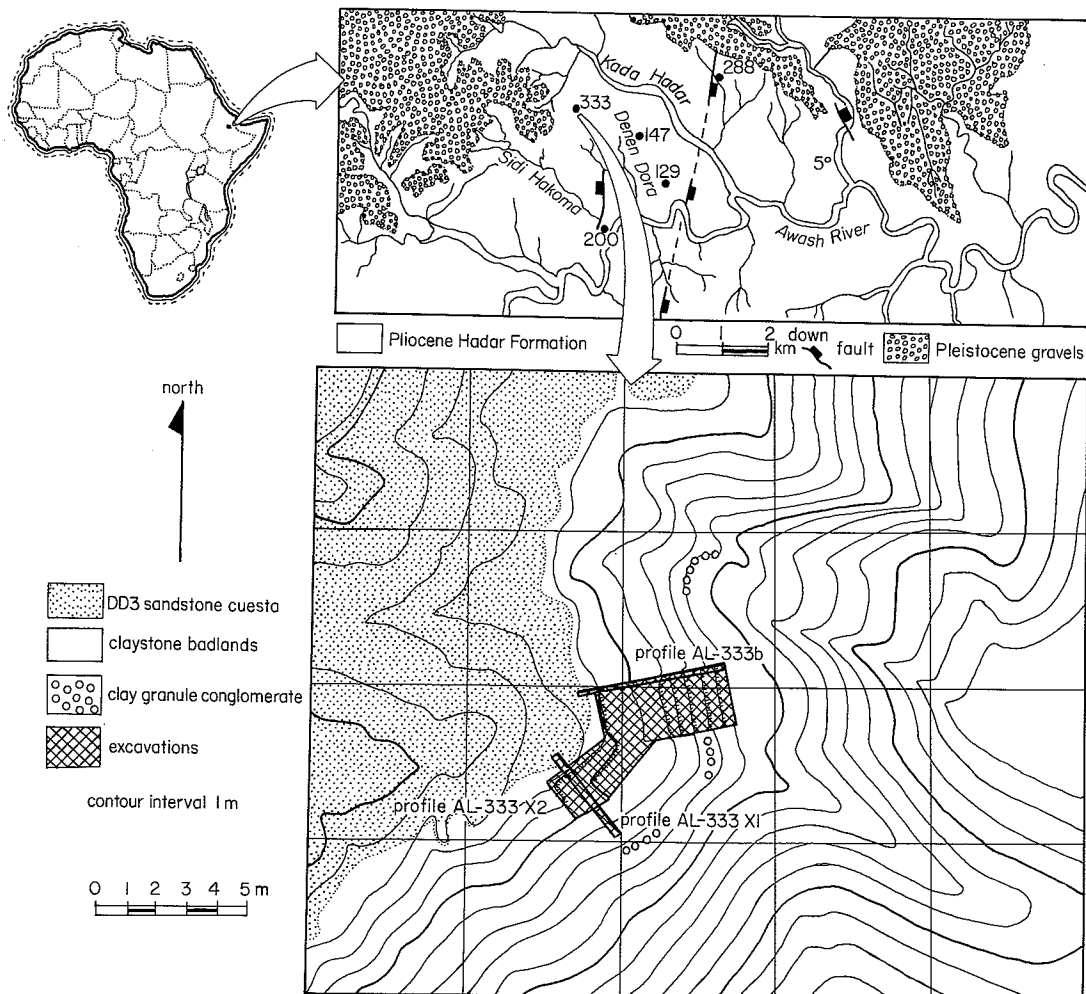 288
Kada Hadar
333
147
Denen Dora
129
5°
Sidi Hakoma
200
Awash River
Pliocene Hadar Formation
0 1 2
km
down
fault
Pleistocene gravels
north
DD3 sandstone cuesta
claystone badlands
clay granule conglomerate
excavations
contour interval 1 m
0 1 2 3 4 5 m
profile AL-333b
profile AL-333 X2
profile AL-333 X1